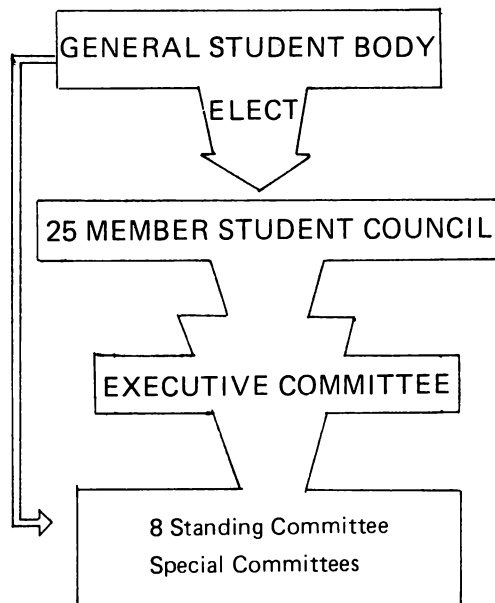 GENERAL STUDENT BODY
ELECT
25 MEMBER STUDENT COUNCIL
EXECUTIVE COMMITTEE
8 Standing Committee
Special Committees